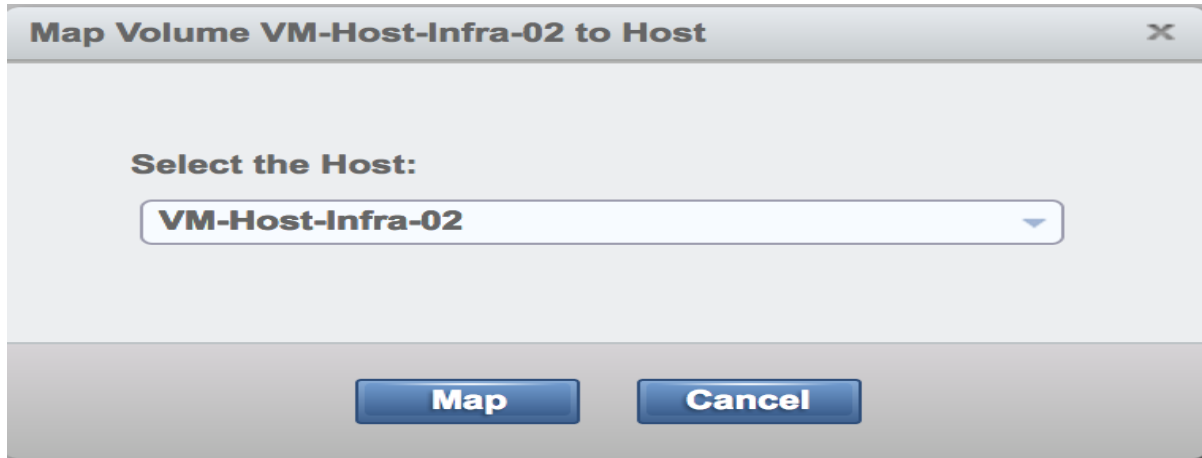 Map Volume VM-Host-Infra-02 to Host
Select the Host:
VM-Host-Infra-02
Map Cancel